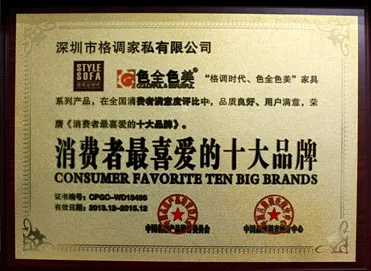 深圳市格调家私有限公司
STYLE SOFA 色全色美®
“格调时代、色全色美”家具
系列产品，在全国消费者满意度评比中，品质良好、用户满意，荣
膺《消费者最喜爱的十大品牌》。
消费者最喜爱的十大品牌
CONSUMER FAVORITE TEN BIG BRANDS
证书编号：CPGC-WD13495
有效日期：2013.12-2015.12